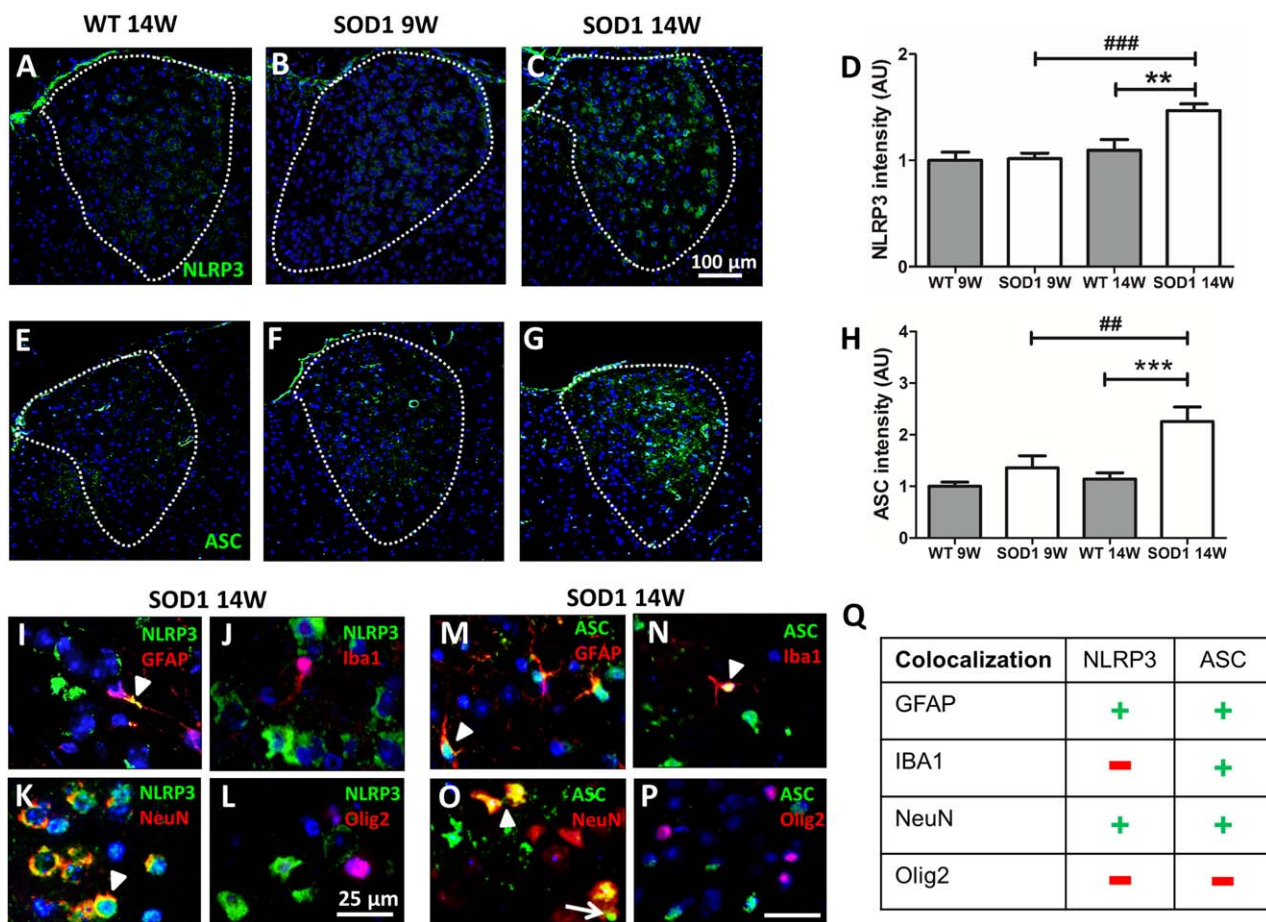 WT 14W SOD1 9W SOD1 14W
A B C D
NLRP3
100 µm
###
**
NLRP3 intensity (AU)
2
1
0
WT 9W SOD1 9W WT 14W SOD1 14W
E F G H
ASC
##
***
ASC intensity (AU)
4
3
2
1
0
WT 9W SOD1 9W WT 14W SOD1 14W
SOD1 14W SOD1 14W
I NLRP3
GFAP
J NLRP3
Iba1
M ASC
GFAP
N ASC
Iba1
K NLRP3
NeuN
L NLRP3
Olig2
25 µm
O ASC
NeuN
P ASC
Olig2
Q
Colocalization NLRP3 ASC
GFAP + +
IBA1 - +
NeuN + +
Olig2 - -